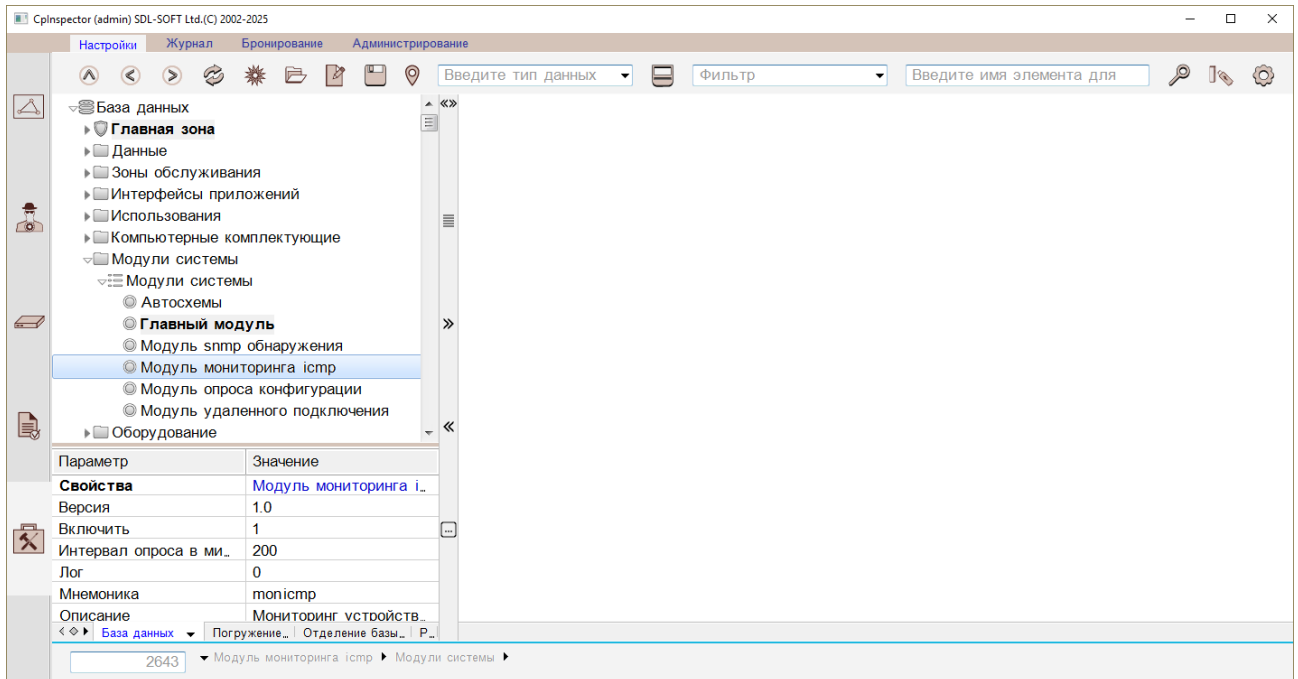 CpInspector (admin) SDL-SOFT Ltd.(C) 2002-2025
Настройки Журнал Бронирование Администрирование
Введите тип данных Фильтр Введите имя элемента для
База данных
Главная зона
Данные
Зоны обслуживания
Интерфейсы приложений
Использования
Компьютерные комплектующие
Модули системы
Модули системы
Автосхемы
Главный модуль
Модуль snmp обнаружения
Модуль мониторинга icmp
Модуль опроса конфигурации
Модуль удаленного подключения
Оборудование
Параметр Значение
Свойства Модуль мониторинга i...
Версия 1.0
Включить 1
Интервал опроса в ми... 200
Лог 0
Мнемоника monicmp
Описание Мониторинг устройств...
База данных Погружение... Отделение базы... Р...
2643 Модуль мониторинга icmp Модули системы